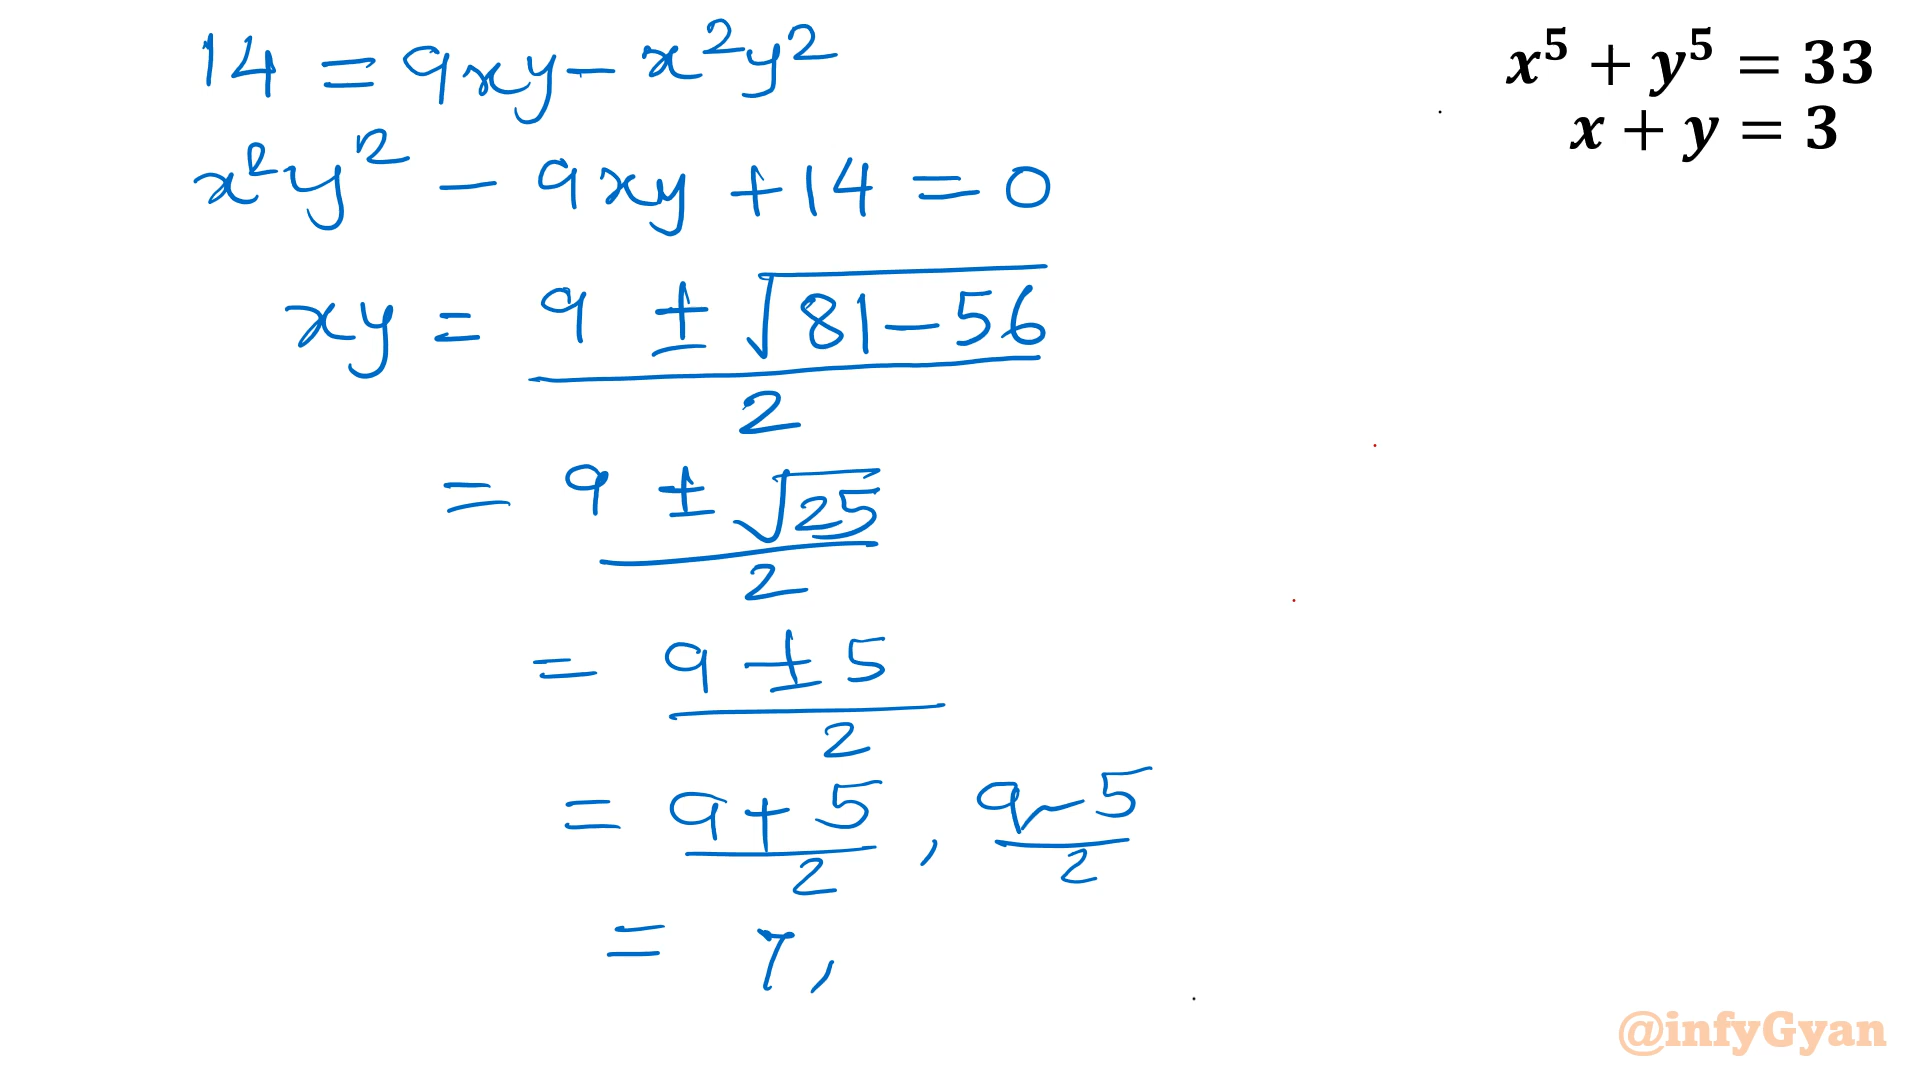 14 = 9xy - x²y²
x²y² - 9xy + 14 = 0
xy = 9 ± √81-56 / 2
= 9 ± √25 / 2
= 9 ± 5 / 2
= 9 + 5 / 2 , 9 - 5 / 2
= 7,
x⁵ + y⁵ = 33
x + y = 3
@infyGyan